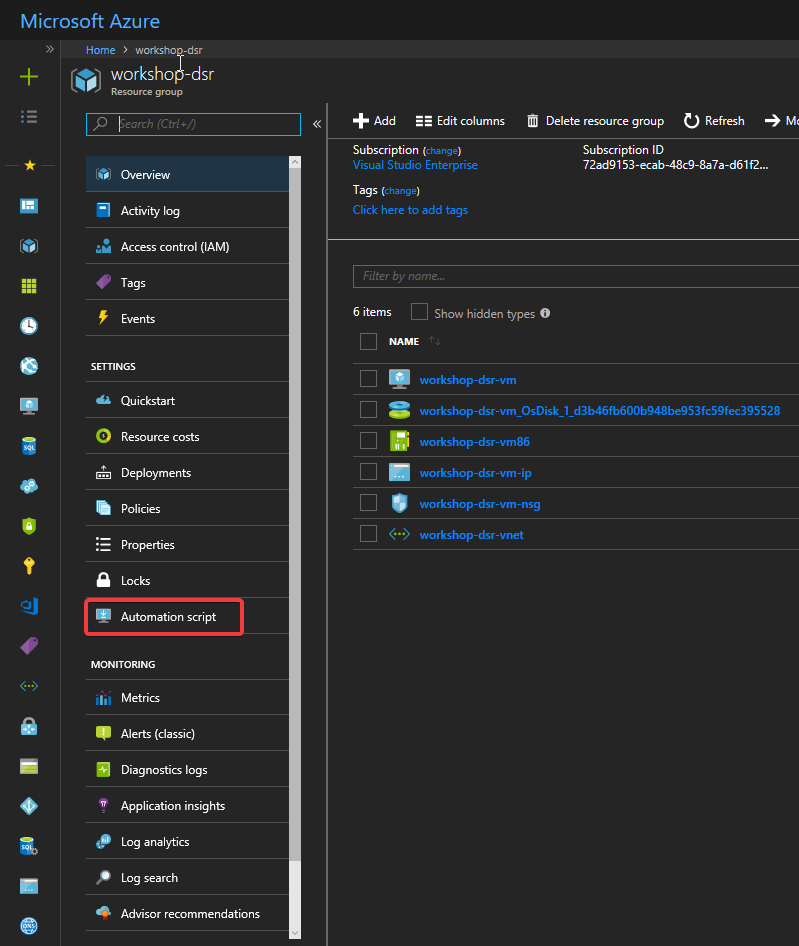 Microsoft Azure
Home > workshop-dsr
workshop-dsr
Resource group
Search (Ctrl+/)
Overview
Activity log
Access control (IAM)
Tags
Events
SETTINGS
Quickstart
Resource costs
Deployments
Policies
Properties
Locks
Automation script
MONITORING
Metrics
Alerts (classic)
Diagnostics logs
Application insights
Log analytics
Log search
Advisor recommendations
Add Edit columns Delete resource group Refresh Mo
Subscription (change)
Visual Studio Enterprise
Subscription ID
72ad9153-ecab-48c9-8a7a-d61f2...
Tags (change)
Click here to add tags
Filter by name...
6 items Show hidden types
NAME
workshop-dsr-vm
workshop-dsr-vm_OsDisk_1_d3b46fb600b948be953fc59fec395528
workshop-dsr-vm86
workshop-dsr-vm-ip
workshop-dsr-vm-nsg
workshop-dsr-vnet
SQL
SQL
DNS